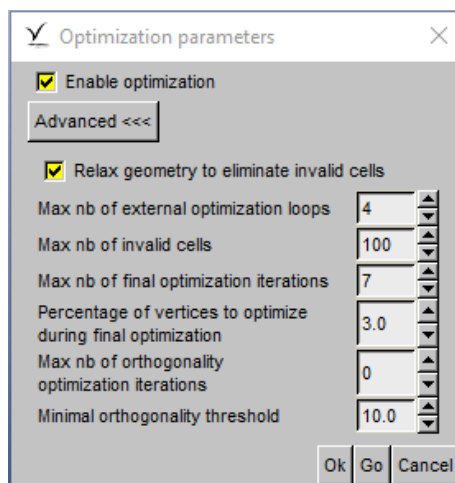 Optimization parameters
Enable optimization
Advanced <<<
Relax geometry to eliminate invalid cells
Max nb of external optimization loops 4
Max nb of invalid cells 100
Max nb of final optimization iterations 7
Percentage of vertices to optimize
during final optimization 3.0
Max nb of orthogonality
optimization iterations 0
Minimal orthogonality threshold 10.0
Ok Go Cancel